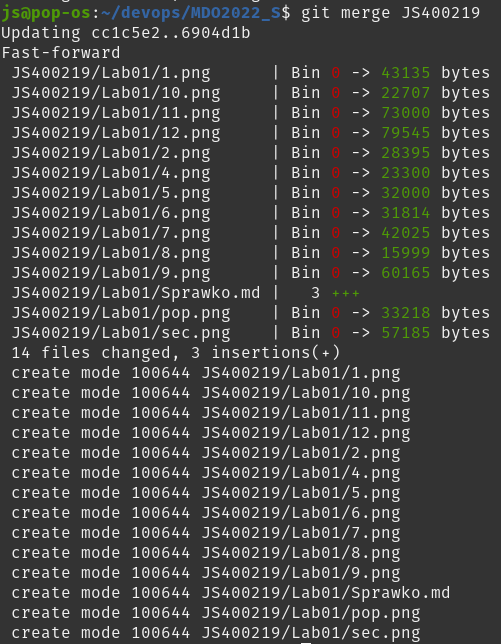 js@pop-os:~/devops/MDO2022_S$ git merge JS400219
Updating cc1c5e2..6904d1b
Fast-forward
 JS400219/Lab01/1.png      | Bin 0 -> 43135 bytes
 JS400219/Lab01/10.png     | Bin 0 -> 22707 bytes
 JS400219/Lab01/11.png     | Bin 0 -> 73000 bytes
 JS400219/Lab01/12.png     | Bin 0 -> 79545 bytes
 JS400219/Lab01/2.png      | Bin 0 -> 28395 bytes
 JS400219/Lab01/4.png      | Bin 0 -> 23300 bytes
 JS400219/Lab01/5.png      | Bin 0 -> 32000 bytes
 JS400219/Lab01/6.png      | Bin 0 -> 31814 bytes
 JS400219/Lab01/7.png      | Bin 0 -> 42025 bytes
 JS400219/Lab01/8.png      | Bin 0 -> 15999 bytes
 JS400219/Lab01/9.png      | Bin 0 -> 60165 bytes
 JS400219/Lab01/Sprawko.md |   3 +++
 JS400219/Lab01/pop.png    | Bin 0 -> 33218 bytes
 JS400219/Lab01/sec.png    | Bin 0 -> 57185 bytes
 14 files changed, 3 insertions(+)
 create mode 100644 JS400219/Lab01/1.png
 create mode 100644 JS400219/Lab01/10.png
 create mode 100644 JS400219/Lab01/11.png
 create mode 100644 JS400219/Lab01/12.png
 create mode 100644 JS400219/Lab01/2.png
 create mode 100644 JS400219/Lab01/4.png
 create mode 100644 JS400219/Lab01/5.png
 create mode 100644 JS400219/Lab01/6.png
 create mode 100644 JS400219/Lab01/7.png
 create mode 100644 JS400219/Lab01/8.png
 create mode 100644 JS400219/Lab01/9.png
 create mode 100644 JS400219/Lab01/Sprawko.md
 create mode 100644 JS400219/Lab01/pop.png
 create mode 100644 JS400219/Lab01/sec.png